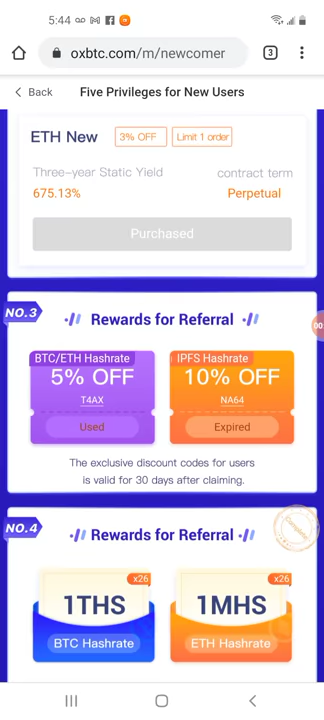 5:44
oxbtc.com/m/newcomer
3
Back
Five Privileges for New Users
ETH New
3% OFF
Limit 1 order
Three-year Static Yield
contract term
675.13%
Perpetual
Purchased
NO.3
Rewards for Referral
00
BTC/ETH Hashrate
IPFS Hashrate
5% OFF
10% OFF
T4AX
NA64
Used
Expired
The exclusive discount codes for users
is valid for 30 days after claiming.
NO.4
Rewards for Referral
Complete
x26
x26
1THS
1MHS
BTC Hashrate
ETH Hashrate